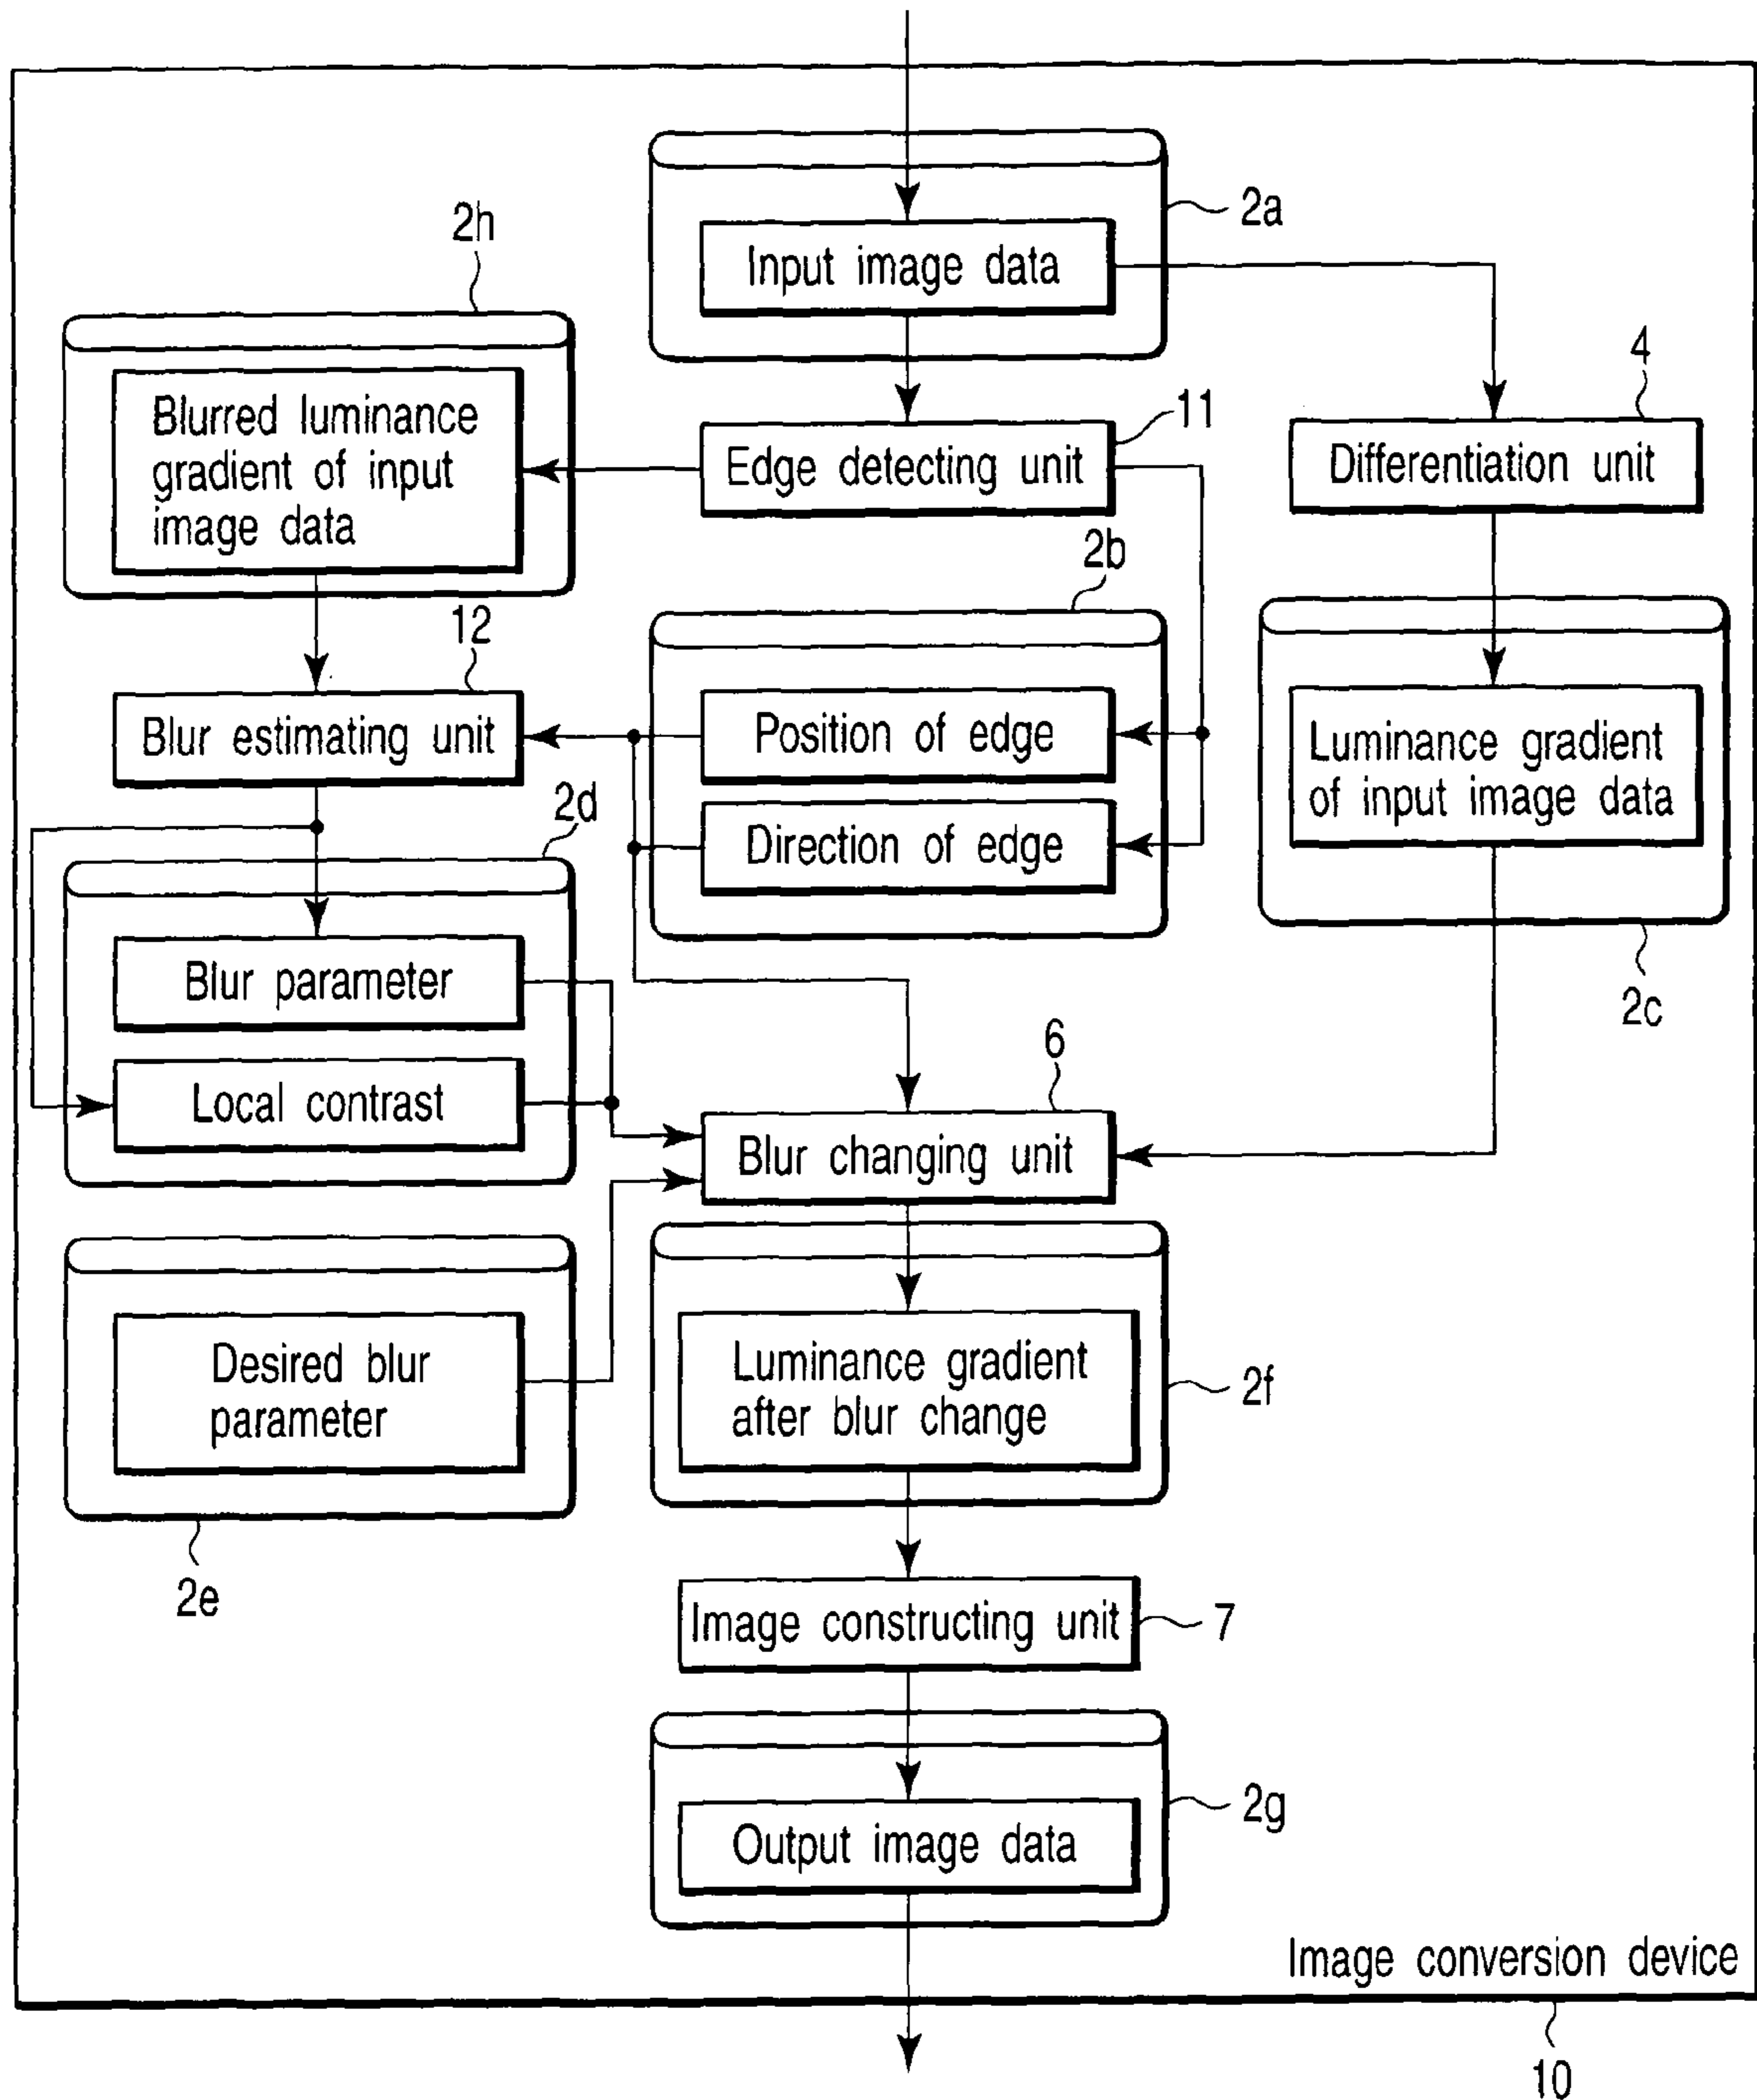 2a
Input image data
2h
4
Blurred luminance
gradient of input
image data
11
Edge detecting unit
Differentiation unit
2b
12
Blur estimating unit
Position of edge
Luminance gradient
of input image data
2d
Direction of edge
Blur parameter
2c
Local contrast
6
Blur changing unit
Desired blur
parameter
Luminance gradient
after blur change
2f
2e
Image constructing unit
7
Output image data
2g
Image conversion device
10